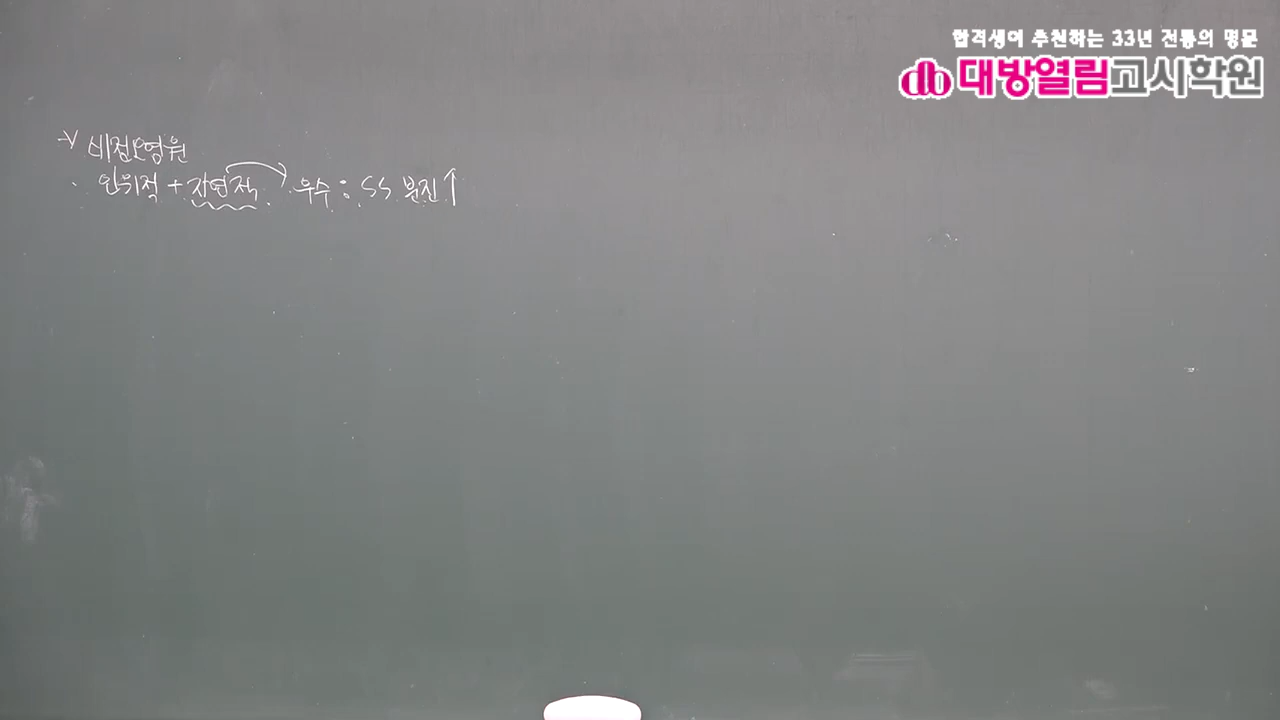 합격생이 추천하는 33년 전통의 명문
대방열림고시학원
→ 비점오염원
· 인위적 + 자연적 → 우수 : SS 분진↑